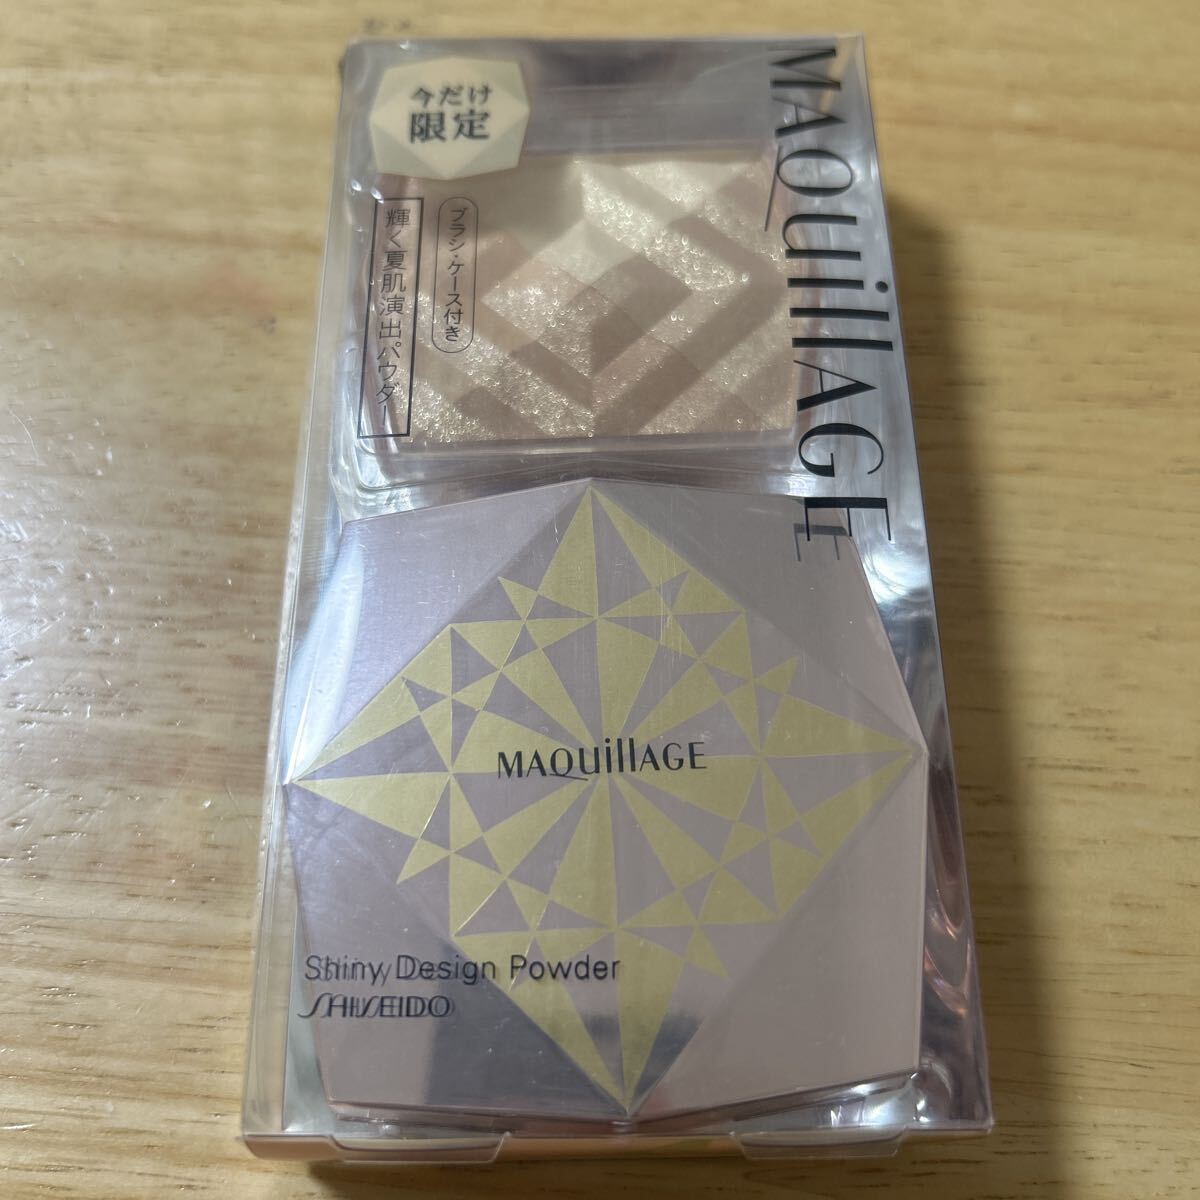 今だけ
限定
MAQuillAGE
ブラシ・ケース付き
輝く夏肌演出パウダー
MAQuillAGE
Shiny Design Powder
SHISEIDO